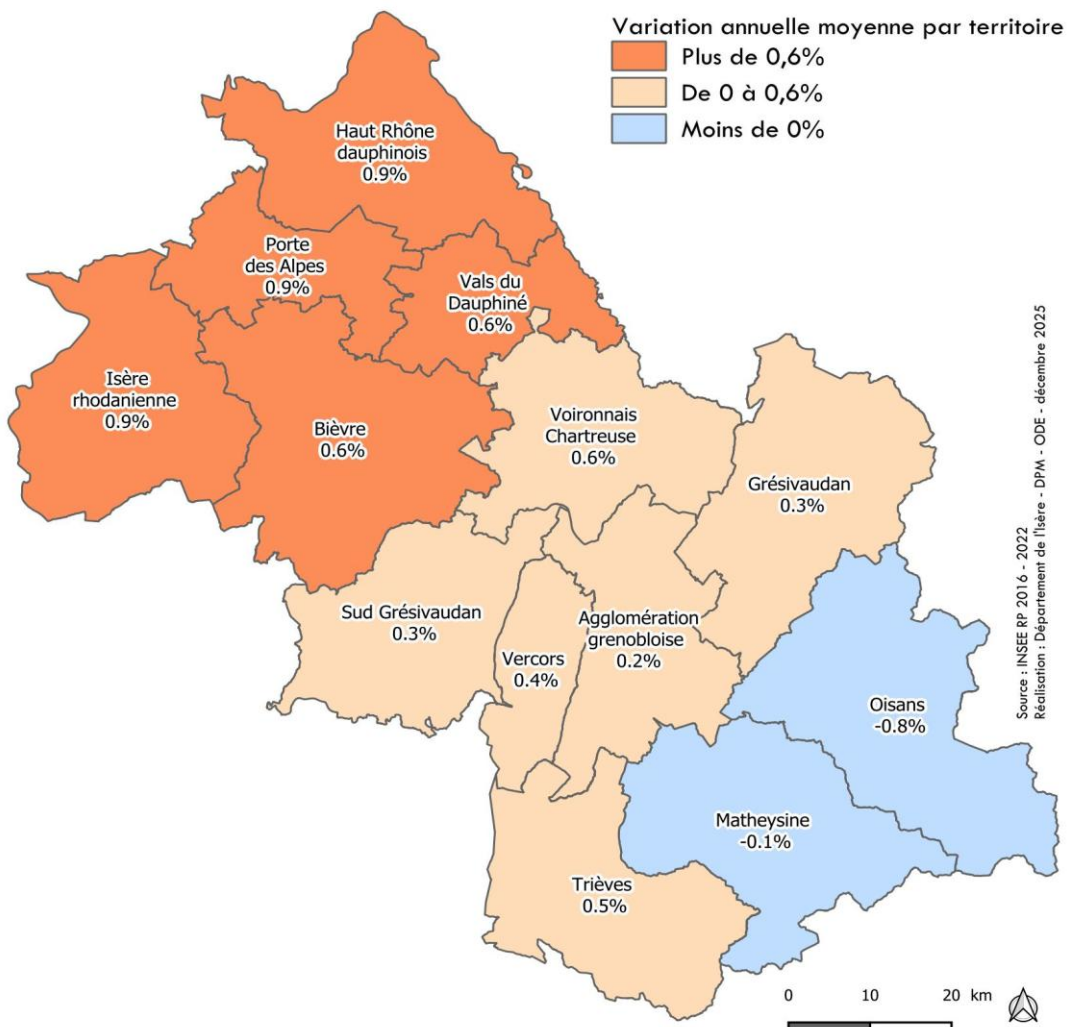 Variation annuelle moyenne par territoire
Plus de 0,6%
De 0 à 0,6%
Moins de 0%
Haut Rhône
dauphinois
0.9%
Porte
des Alpes
0.9%
Vals du
Dauphiné
0.6%
Isère
rhodanienne
0.9%
Bièvre
0.6%
Voironnais
Chartreuse
0.6%
Grésivaudan
0.3%
Sud Grésivaudan
0.3%
Vercors
0.4%
Agglomération
grenobloise
0.2%
Oisans
-0.8%
Matheysine
-0.1%
Trièves
0.5%
Source : INSEE RP 2016 - 2022
Réalisation : Département de l'Isère - DPM - ODE - décembre 2025
0 10 20 km